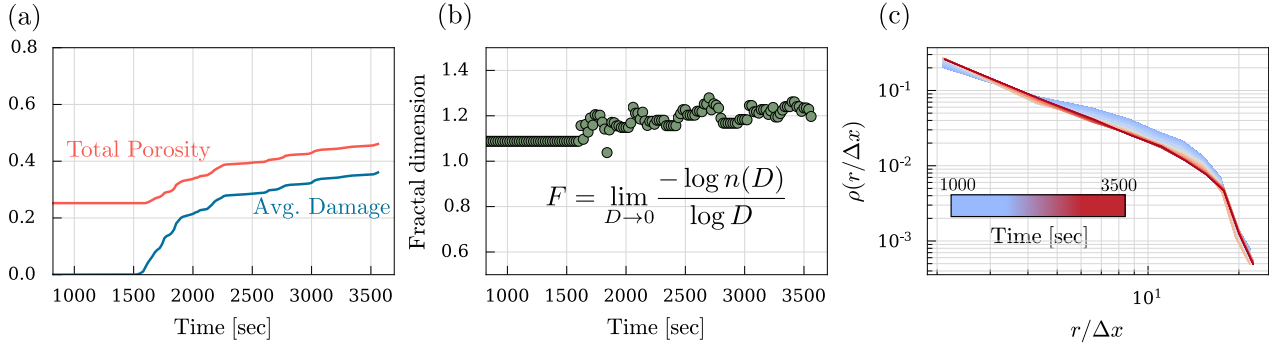 (a)
0.8
0.6
0.4
0.2
0.0
Total Porosity
Avg. Damage
1000 1500 2000 2500 3000 3500
Time [sec]
(b)
Fractal dimension
1.4
1.2
1.0
0.8
0.6
F = lim D→0 −log n(D) / log D
1000 1500 2000 2500 3000 3500
Time [sec]
(c)
ρ(r/Δx)
10⁻¹
10⁻²
10⁻³
1000 3500
Time [sec]
10¹
r/Δx